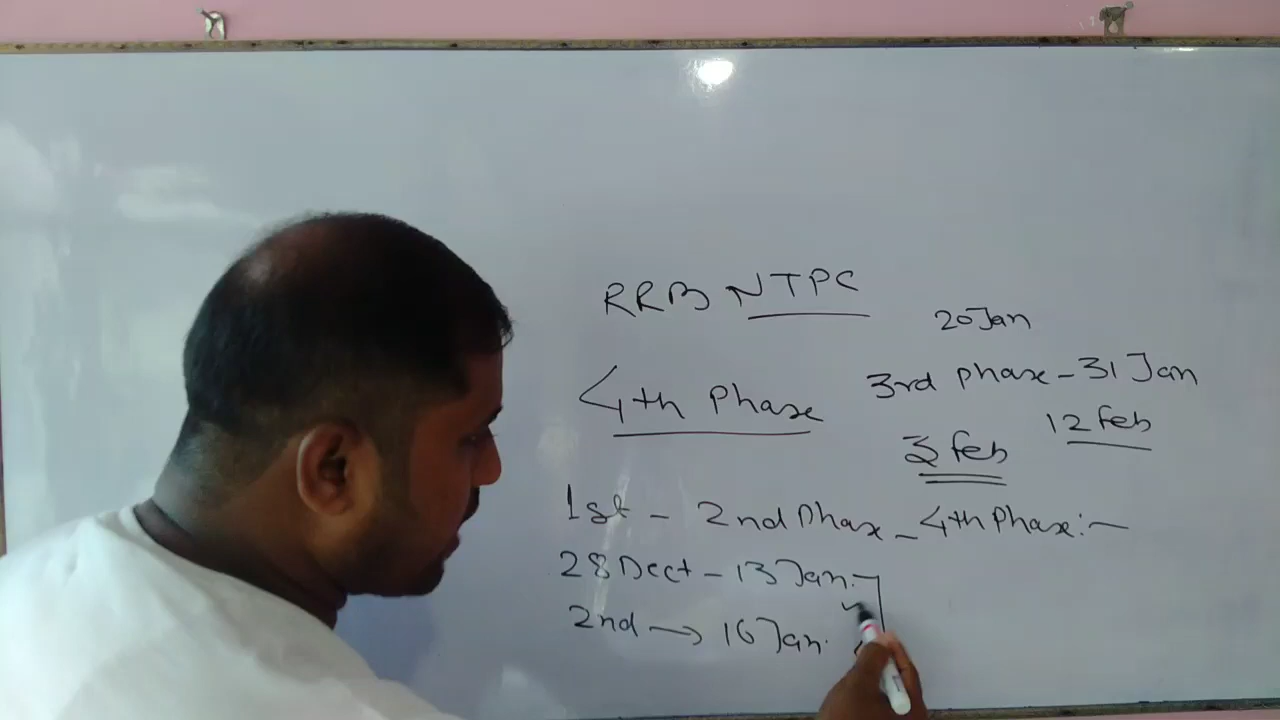 RRB NTPC
20 Jan
4th Phase
3rd phase - 31 Jan
12 Feb
3 Feb
1st - 2nd Phase - 4th Phase:-
28 Dect - 13 Jan.
2nd → 16 Jan.